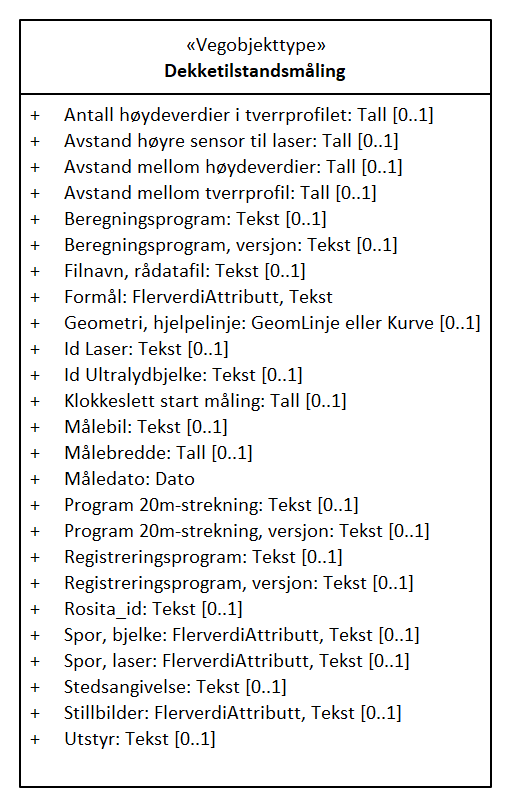 «Vegobjekttype»
Dekketilstandsmåling
+ Antall høydeverdier i tverrprofilet: Tall [0..1]
+ Avstand høyre sensor til laser: Tall [0..1]
+ Avstand mellom høydeverdier: Tall [0..1]
+ Avstand mellom tverrprofil: Tall [0..1]
+ Beregningsprogram: Tekst [0..1]
+ Beregningsprogram, versjon: Tekst [0..1]
+ Filnavn, rådatafil: Tekst [0..1]
+ Formål: FlerverdiAttributt, Tekst
+ Geometri, hjelpelinje: GeomLinje eller Kurve [0..1]
+ Id Laser: Tekst [0..1]
+ Id Ultralydbjelke: Tekst [0..1]
+ Klokkeslett start måling: Tall [0..1]
+ Målebil: Tekst [0..1]
+ Målebredde: Tall [0..1]
+ Måledato: Dato
+ Program 20m-strekning: Tekst [0..1]
+ Program 20m-strekning, versjon: Tekst [0..1]
+ Registreringsprogram: Tekst [0..1]
+ Registreringsprogram, versjon: Tekst [0..1]
+ Rosita_id: Tekst [0..1]
+ Spor, bjelke: FlerverdiAttributt, Tekst [0..1]
+ Spor, laser: FlerverdiAttributt, Tekst [0..1]
+ Stedsangivelse: Tekst [0..1]
+ Stillbilder: FlerverdiAttributt, Tekst [0..1]
+ Utstyr: Tekst [0..1]